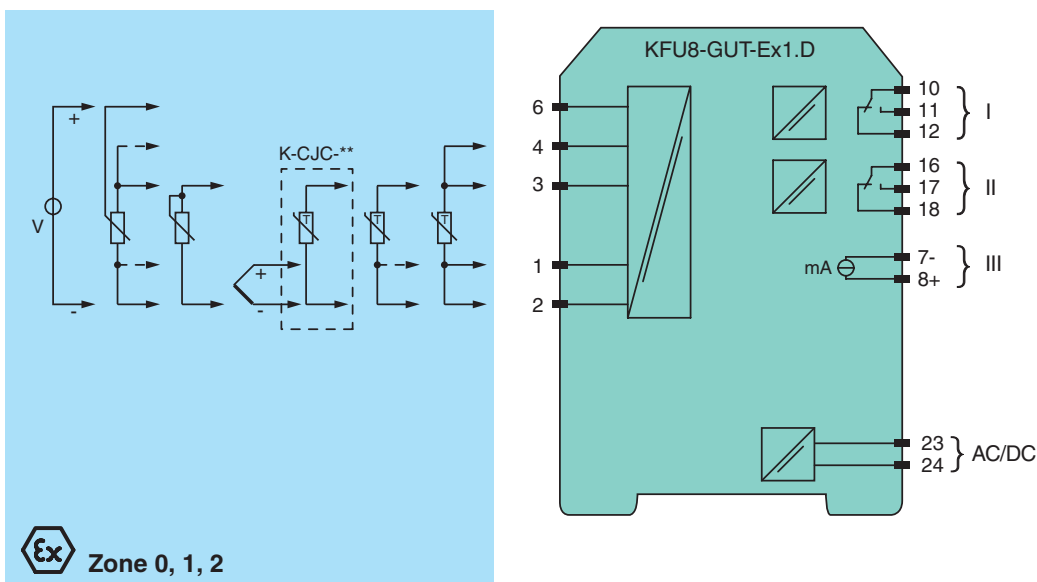 KFU8-GUT-Ex1.D
+
V
-
K-CJC-**
T
+
-
T
T
6
4
3
1
2
10
11
12
I
16
17
18
II
mA
7-
8+
III
23
24
AC/DC
Ex
Zone 0, 1, 2